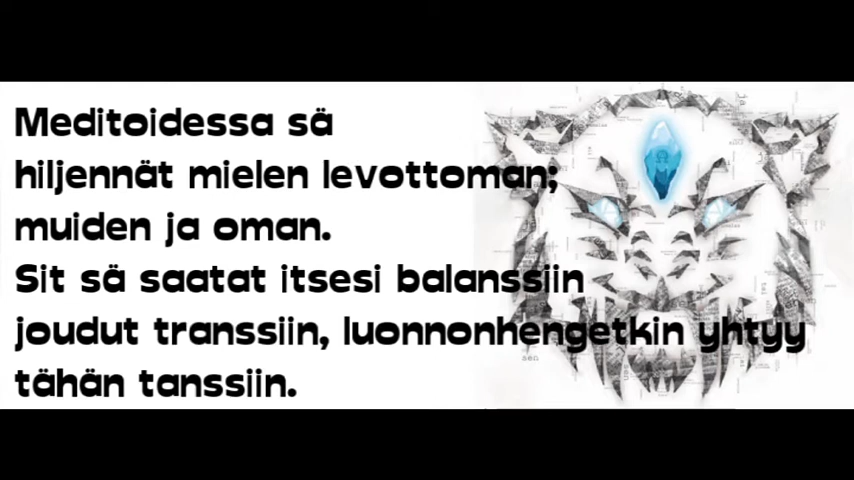 Meditoidessa sä
hiljennät mielen levottoman;
muiden ja oman.
Sit sä saatat itsesi balanssiin
joudut transsiin, luonnonhengetkin yhtyy
tähän tanssiin.